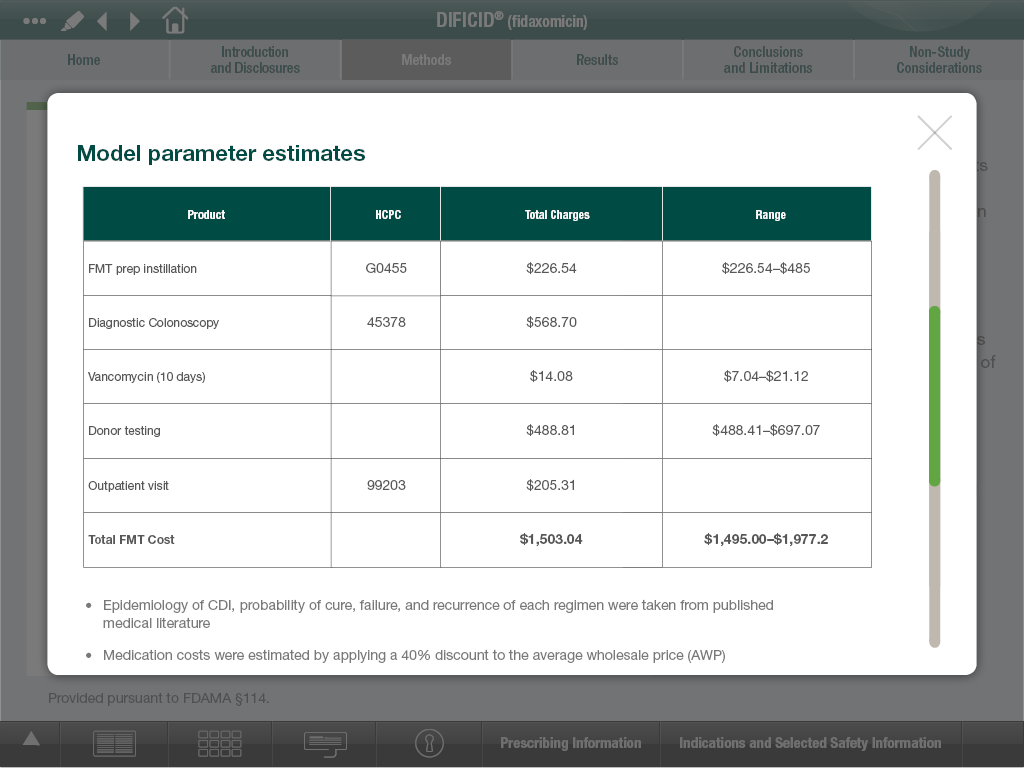 DIFICID® (fidaxomicin)
Home
Introduction
and Disclosures
Methods
Results
Conclusions
and Limitations
Non-Study
Considerations
Model parameter estimates
Product HCPC Total Charges Range
FMT prep instillation G0455 $226.54 $226.54–$485
Diagnostic Colonoscopy 45378 $568.70
Vancomycin (10 days) $14.08 $7.04–$21.12
Donor testing $488.81 $488.41–$697.07
Outpatient visit 99203 $205.31
Total FMT Cost $1,503.04 $1,495.00–$1,977.2
• Epidemiology of CDI, probability of cure, failure, and recurrence of each regimen were taken from published
medical literature
• Medication costs were estimated by applying a 40% discount to the average wholesale price (AWP)
of
Provided pursuant to FDAMA §114.
Prescribing Information
Indications and Selected Safety Information